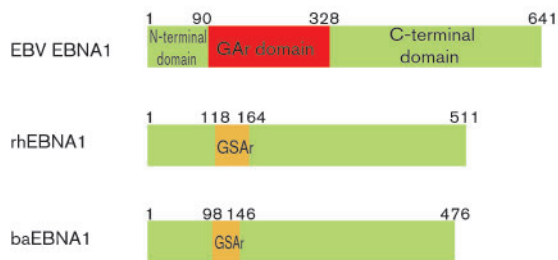 1 90 328 641
EBV EBNA1 N-terminal domain GAr domain C-terminal domain
1 118 164 511
rhEBNA1 GSAr
1 98 146 476
baEBNA1 GSAr